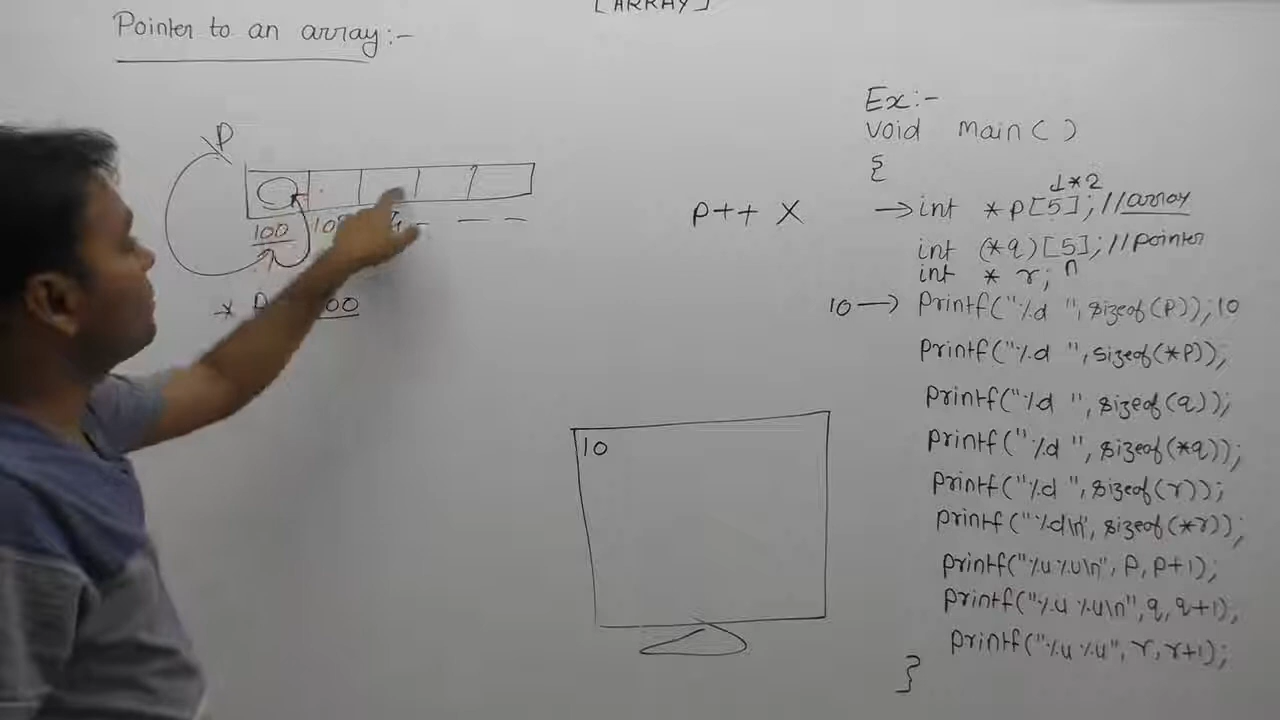 [ARRAY]
Pointer to an array:-
P
100
*
00
P++ X
10
Ex:-
void main()
{
1*2
int *p[5]; //array
int (*q)[5]; //pointer
int * r;
10 → Printf("%d ", sizeof(p)); 10
Printf("%d ", sizeof(*p));
Printf("%d ", sizeof(q));
Printf("%d ", sizeof(*q));
Printf("%d ", sizeof(r));
Printf("%d\n", sizeof(*r));
Printf("%u %u\n", p, p+1);
Printf("%u %u\n", q, q+1);
Printf("%u %u", r, r+1);
}